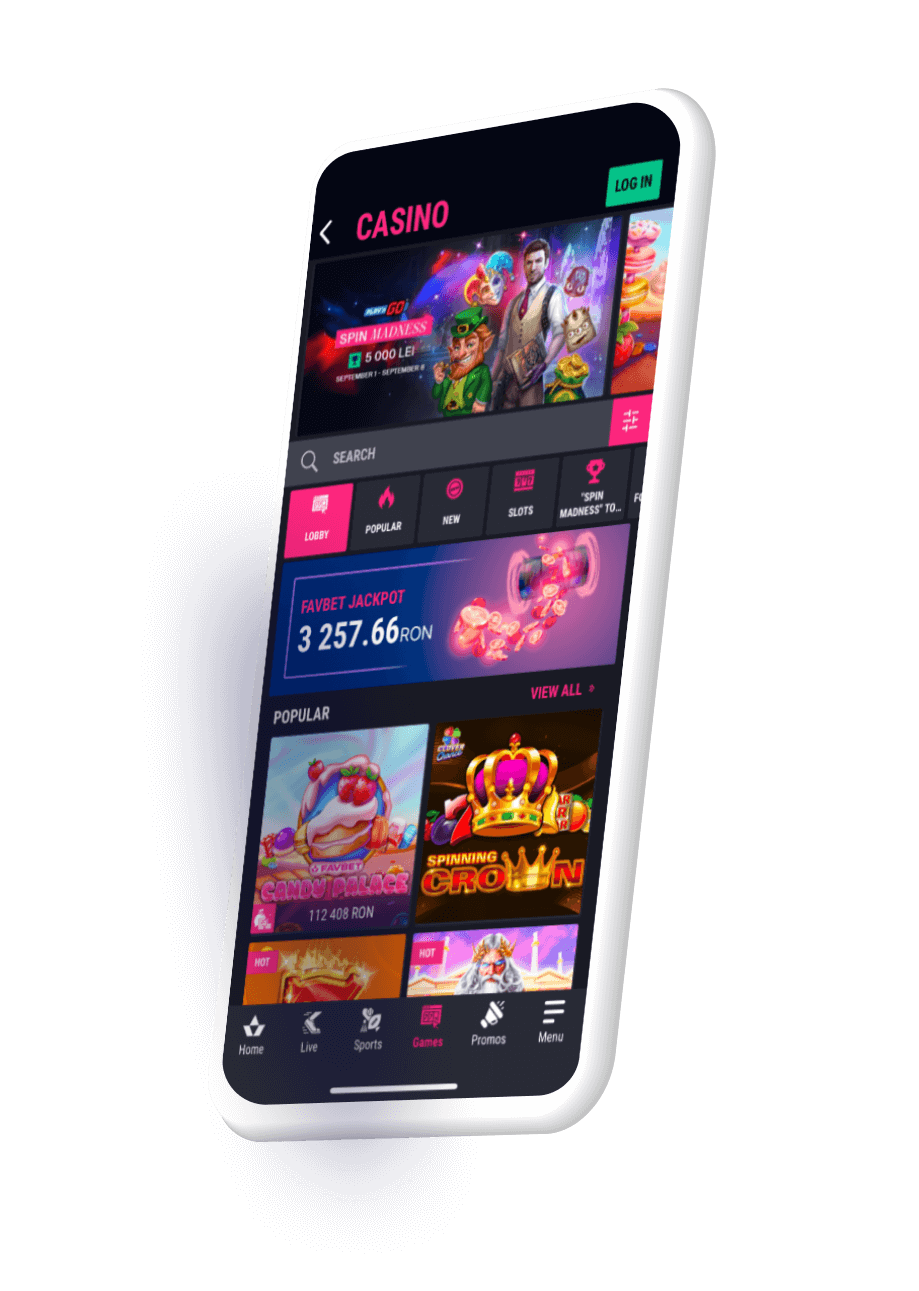 LOG IN
CASINO
PLAY'N GO
SPIN MADNESS
5 000 LEI
SEPTEMBER 1 - SEPTEMBER 8
SEARCH
LOBBY
POPULAR
NEW
SLOTS
"SPIN
MADNESS" TO...
FAVBET JACKPOT
3 257.66 RON
VIEW ALL »
POPULAR
FAVBET
CANDY PALACE
112 408 RON
CLOVER
Chance
SPINNING
CROWN
HOT
HOT
Home
Live
Sports
Games
Promos
Menu